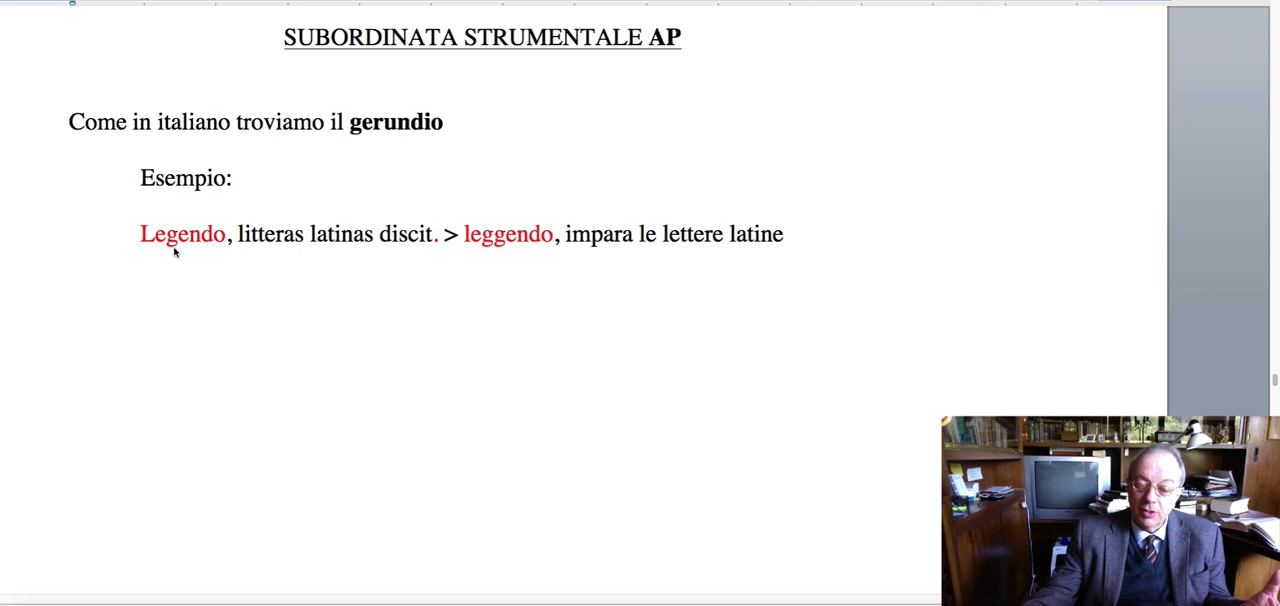 SUBORDINATA STRUMENTALE AP
Come in italiano troviamo il gerundio
Esempio:
Legendo, litteras latinas discit. > leggendo, impara le lettere latine